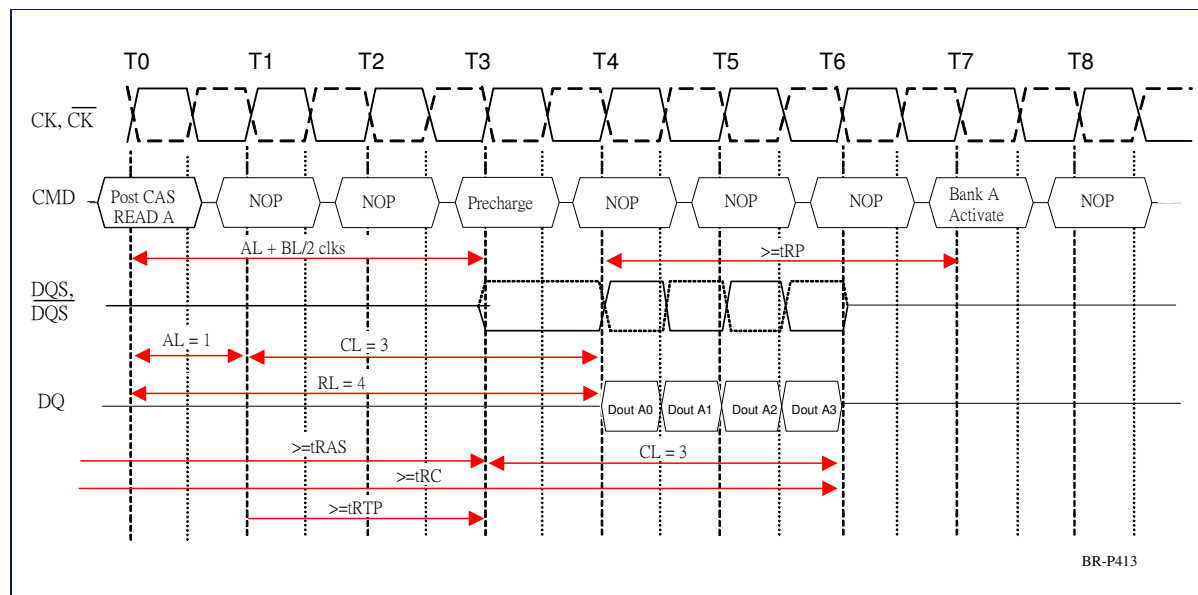 T0 T1 T2 T3 T4 T5 T6 T7 T8
CK, C̅K̅
CMD
Post CAS
READ A
NOP
NOP
Precharge
NOP
NOP
NOP
Bank A
Activate
NOP
AL + BL/2 clks
>=tRP
DQS,
D̅Q̅S̅
AL = 1
CL = 3
RL = 4
DQ
Dout A0
Dout A1
Dout A2
Dout A3
>=tRAS
CL = 3
>=tRC
>=tRTP
BR-P413